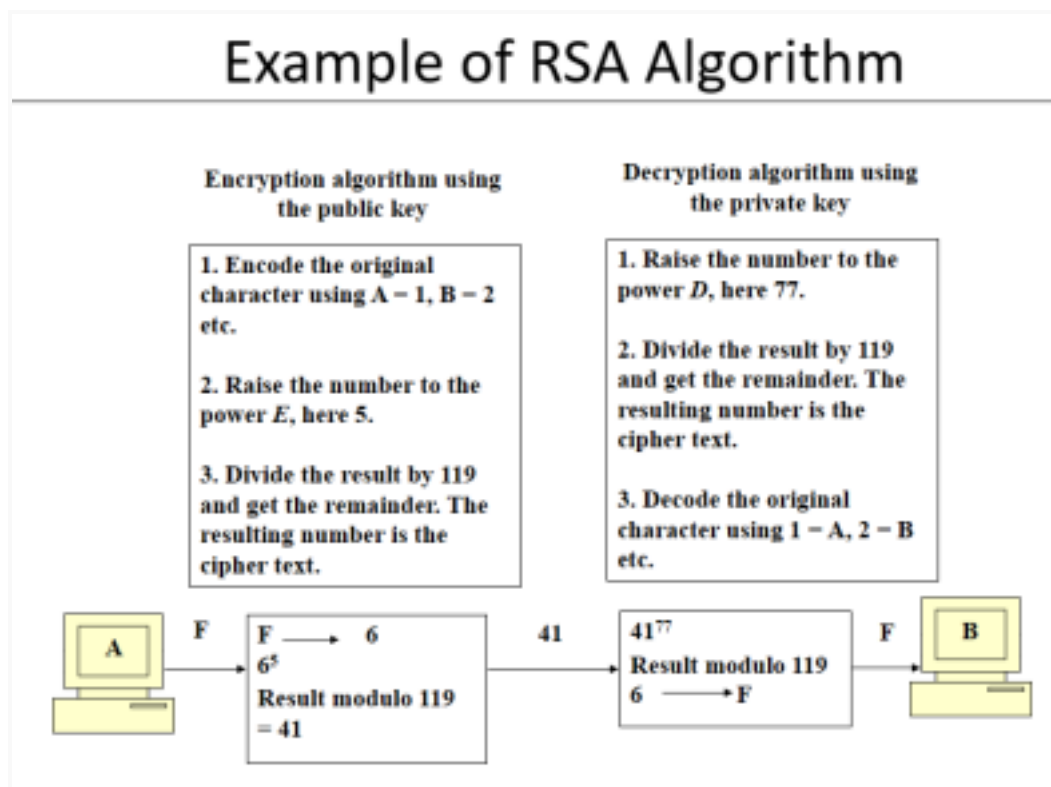 Example of RSA Algorithm
Encryption algorithm using
the public key
1. Encode the original
character using A = 1, B = 2
etc.
2. Raise the number to the
power E, here 5.
3. Divide the result by 119
and get the remainder. The
resulting number is the
cipher text.
Decryption algorithm using
the private key
1. Raise the number to the
power D, here 77.
2. Divide the result by 119
and get the remainder. The
resulting number is the
cipher text.
3. Decode the original
character using 1 = A, 2 = B
etc.
A
F
F → 6
6⁵
Result modulo 119
= 41
41
41⁷⁷
Result modulo 119
6 → F
F
B